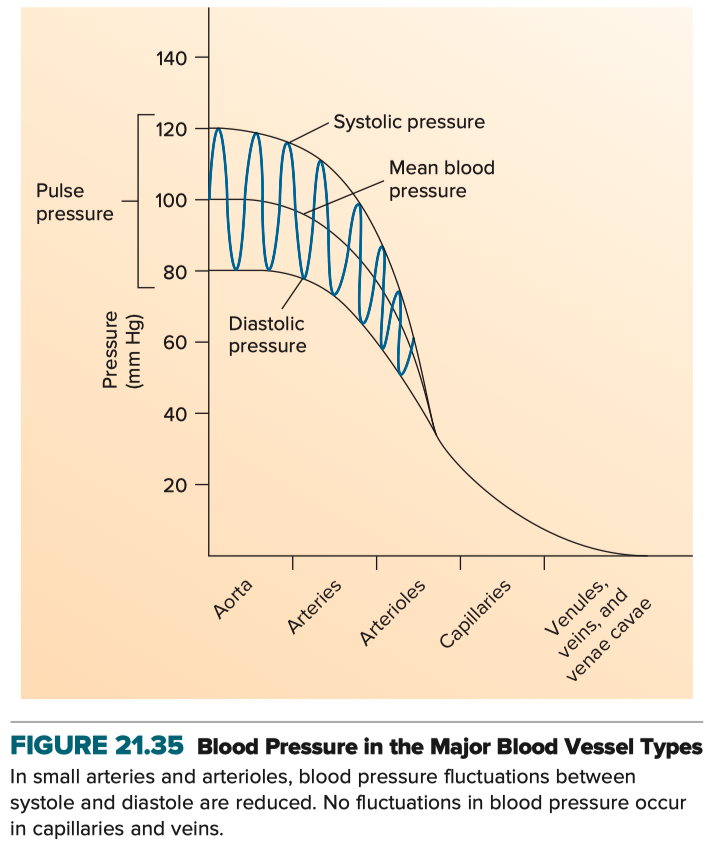 140
120
100
80
60
40
20
Pulse
pressure
Pressure
(mm Hg)
Systolic pressure
Mean blood
pressure
Diastolic
pressure
Aorta
Arteries
Arterioles
Capillaries
Venules,
veins, and
venae cavae
FIGURE 21.35 Blood Pressure in the Major Blood Vessel Types
In small arteries and arterioles, blood pressure fluctuations between
systole and diastole are reduced. No fluctuations in blood pressure occur
in capillaries and veins.